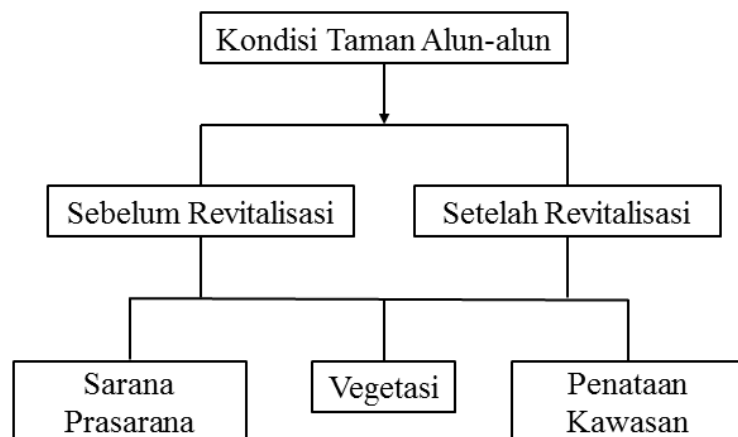 Kondisi Taman Alun-alun
Sebelum Revitalisasi
Setelah Revitalisasi
Sarana
Prasarana
Vegetasi
Penataan
Kawasan